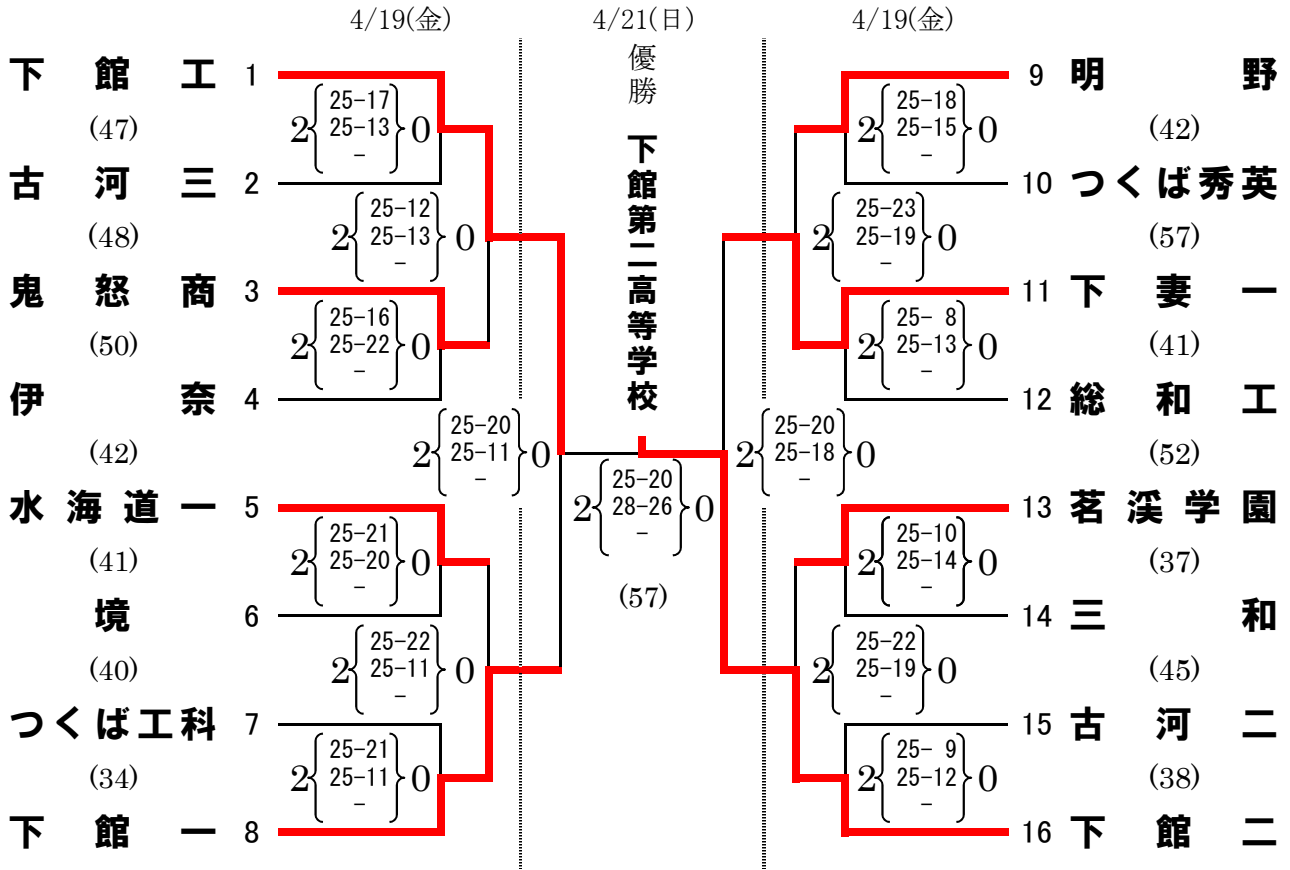 4/19(金) 4/21(日) 4/19(金)
優勝 下館第二高等学校
下館工 1
(47)
古河三 2
(48)
鬼怒商 3
(50)
伊奈 4
(42)
水海道一 5
(41)
境 6
(40)
つくば工科 7
(34)
下館一 8
2 25-17 0
25-13
-
2 25-12 0
25-13
-
2 25-16 0
25-22
-
2 25-20 0
25-11
-
2 25-21 0
25-20
-
2 25-22 0
25-11
-
2 25-21 0
25-11
-
2 25-20 0
28-26
-
(57)
2 25-18 0
25-15
-
2 25-23 0
25-19
-
2 25- 8 0
25-13
-
2 25-20 0
25-18
-
2 25-10 0
25-14
-
2 25-22 0
25-19
-
2 25- 9 0
25-12
-
9 明野
(42)
10 つくば秀英
(57)
11 下妻一
(41)
12 総和工
(52)
13 茗溪学園
(37)
14 三和
(45)
15 古河二
(38)
16 下館二